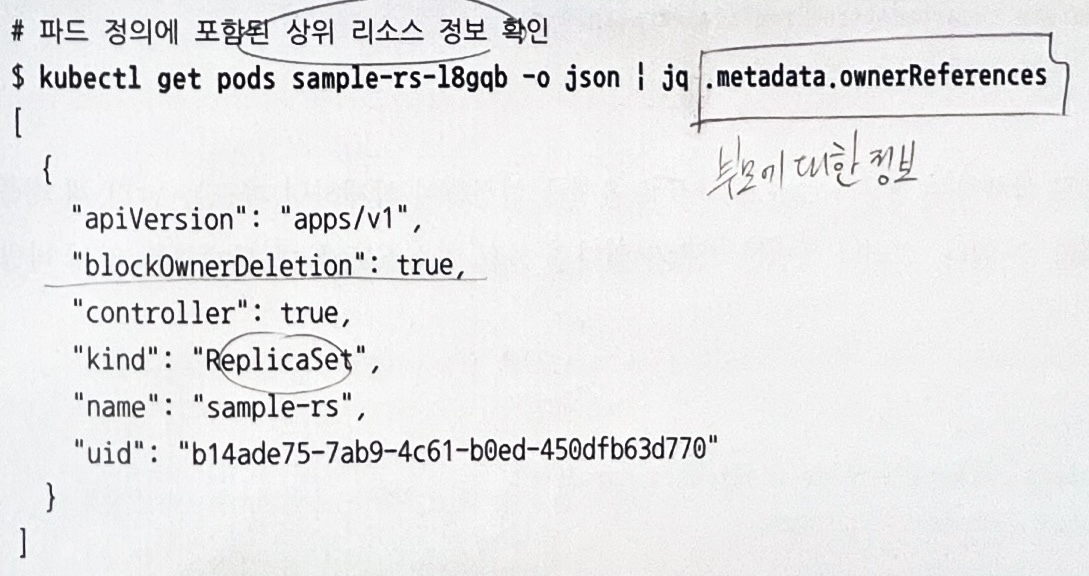 # 파드 정의에 포함된 상위 리소스 정보 확인
$ kubectl get pods sample-rs-l8gqb -o json | jq .metadata.ownerReferences
[
부모에 대한 정보
{
"apiVersion": "apps/v1",
"blockOwnerDeletion": true,
"controller": true,
"kind": "ReplicaSet",
"name": "sample-rs",
"uid": "b14ade75-7ab9-4c61-b0ed-450dfb63d770"
}
]